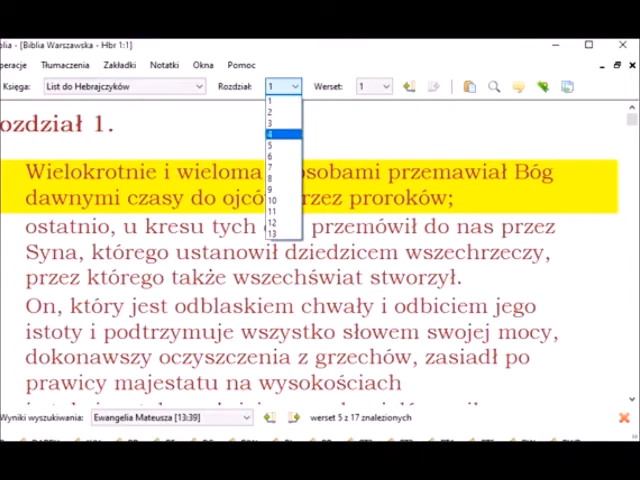 blia - [Biblia Warszawska - Hbr 1:1]
peracje Tłumaczenia Zakładki Notatki Okna Pomoc
Księga: List do Hebrajczyków Rozdział: 1 Werset: 1
1
2
3
4
5
6
7
8
9
10
11
12
13
ozdział 1.
Wielokrotnie i wieloma osobami przemawiał Bóg
dawnymi czasy do ojców przez proroków;
ostatnio, u kresu tych przemówił do nas przez
Syna, którego ustanowił dziedzicem wszechrzeczy,
przez którego także wszechświat stworzył.
On, który jest odblaskiem chwały i odbiciem jego
istoty i podtrzymuje wszystko słowem swojej mocy,
dokonawszy oczyszczenia z grzechów, zasiadł po
prawicy majestatu na wysokościach
Wyniki wyszukiwania: Ewangelia Mateusza [13:39] werset 5 z 17 znalezionych